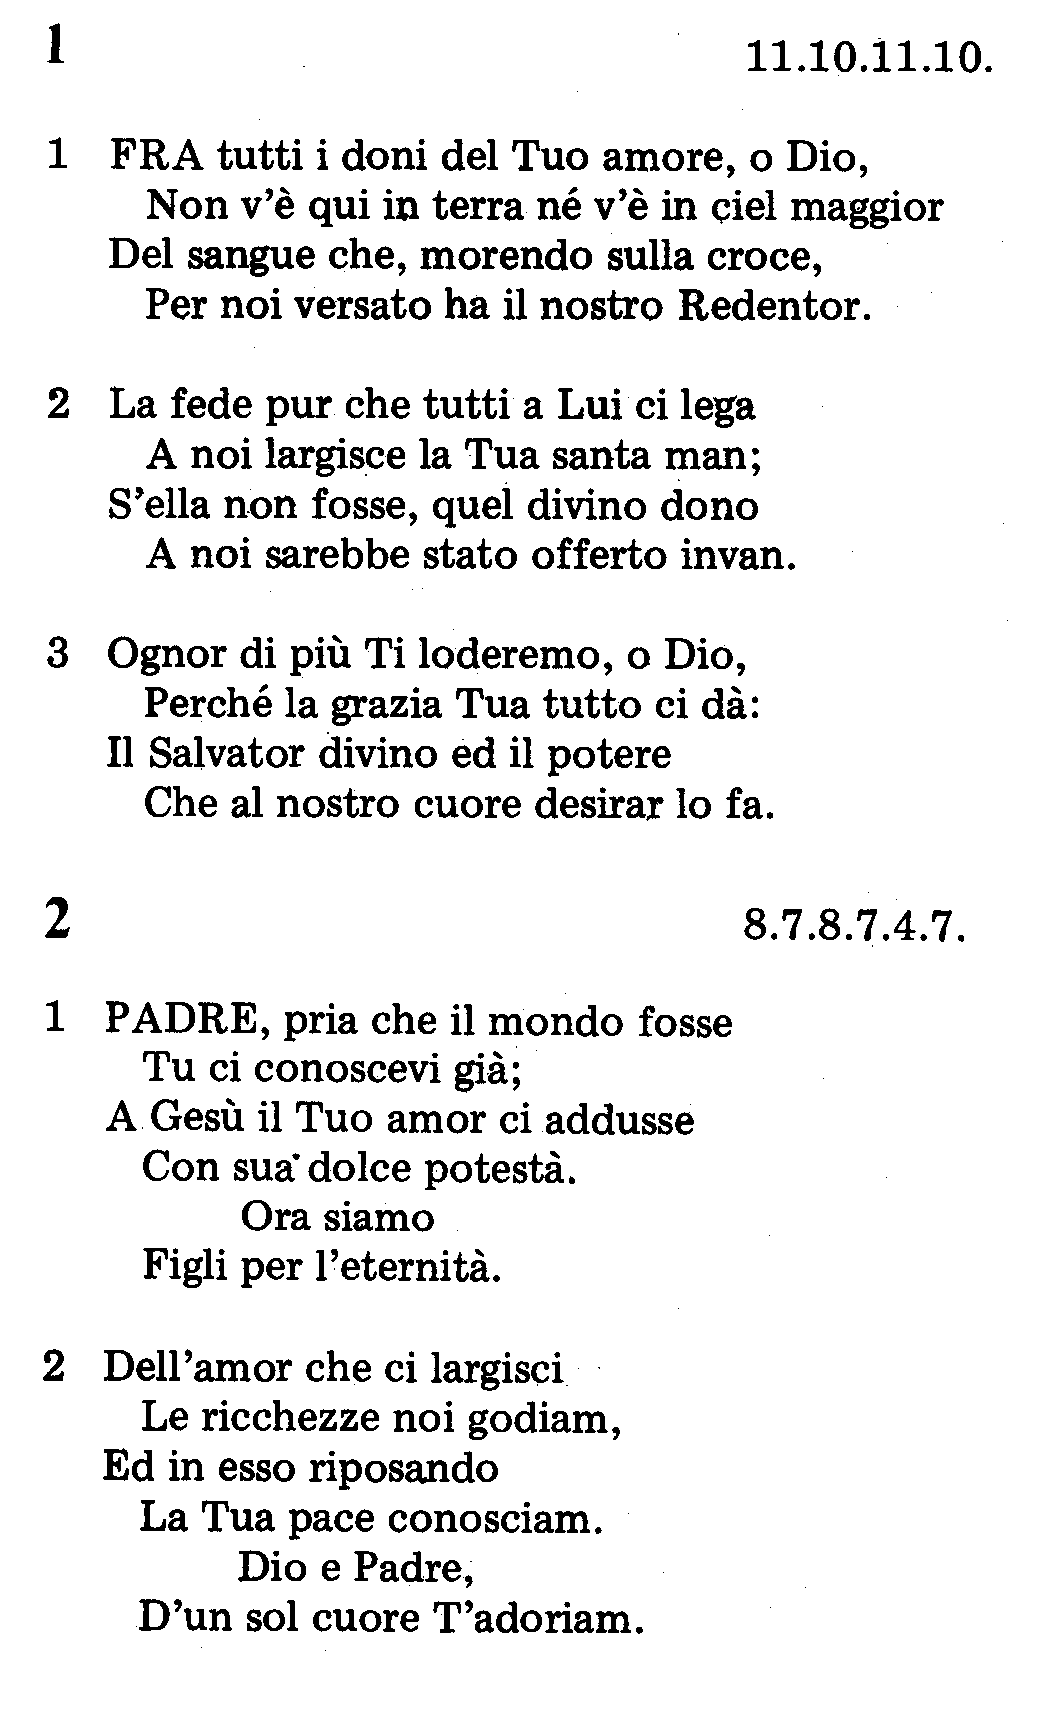 1
11.10.11.10.
1 FRA tutti i doni del Tuo amore, o Dio,
Non v’è qui in terra né v’è in ciel maggior
Del sangue che, morendo sulla croce,
Per noi versato ha il nostro Redentor.
2 La fede pur che tutti a Lui ci lega
A noi largisce la Tua santa man;
S’ella non fosse, quel divino dono
A noi sarebbe stato offerto invan.
3 Ognor di più Ti loderemo, o Dio,
Perché la grazia Tua tutto ci dà:
Il Salvator divino ed il potere
Che al nostro cuore desirar lo fa.
2
8.7.8.7.4.7.
1 PADRE, pria che il mondo fosse
Tu ci conoscevi già;
A Gesù il Tuo amor ci addusse
Con sua dolce potestà.
Ora siamo
Figli per l’eternità.
2 Dell’amor che ci largisci
Le ricchezze noi godiam,
Ed in esso riposando
La Tua pace conosciam.
Dio e Padre,
D’un sol cuore T’adoriam.